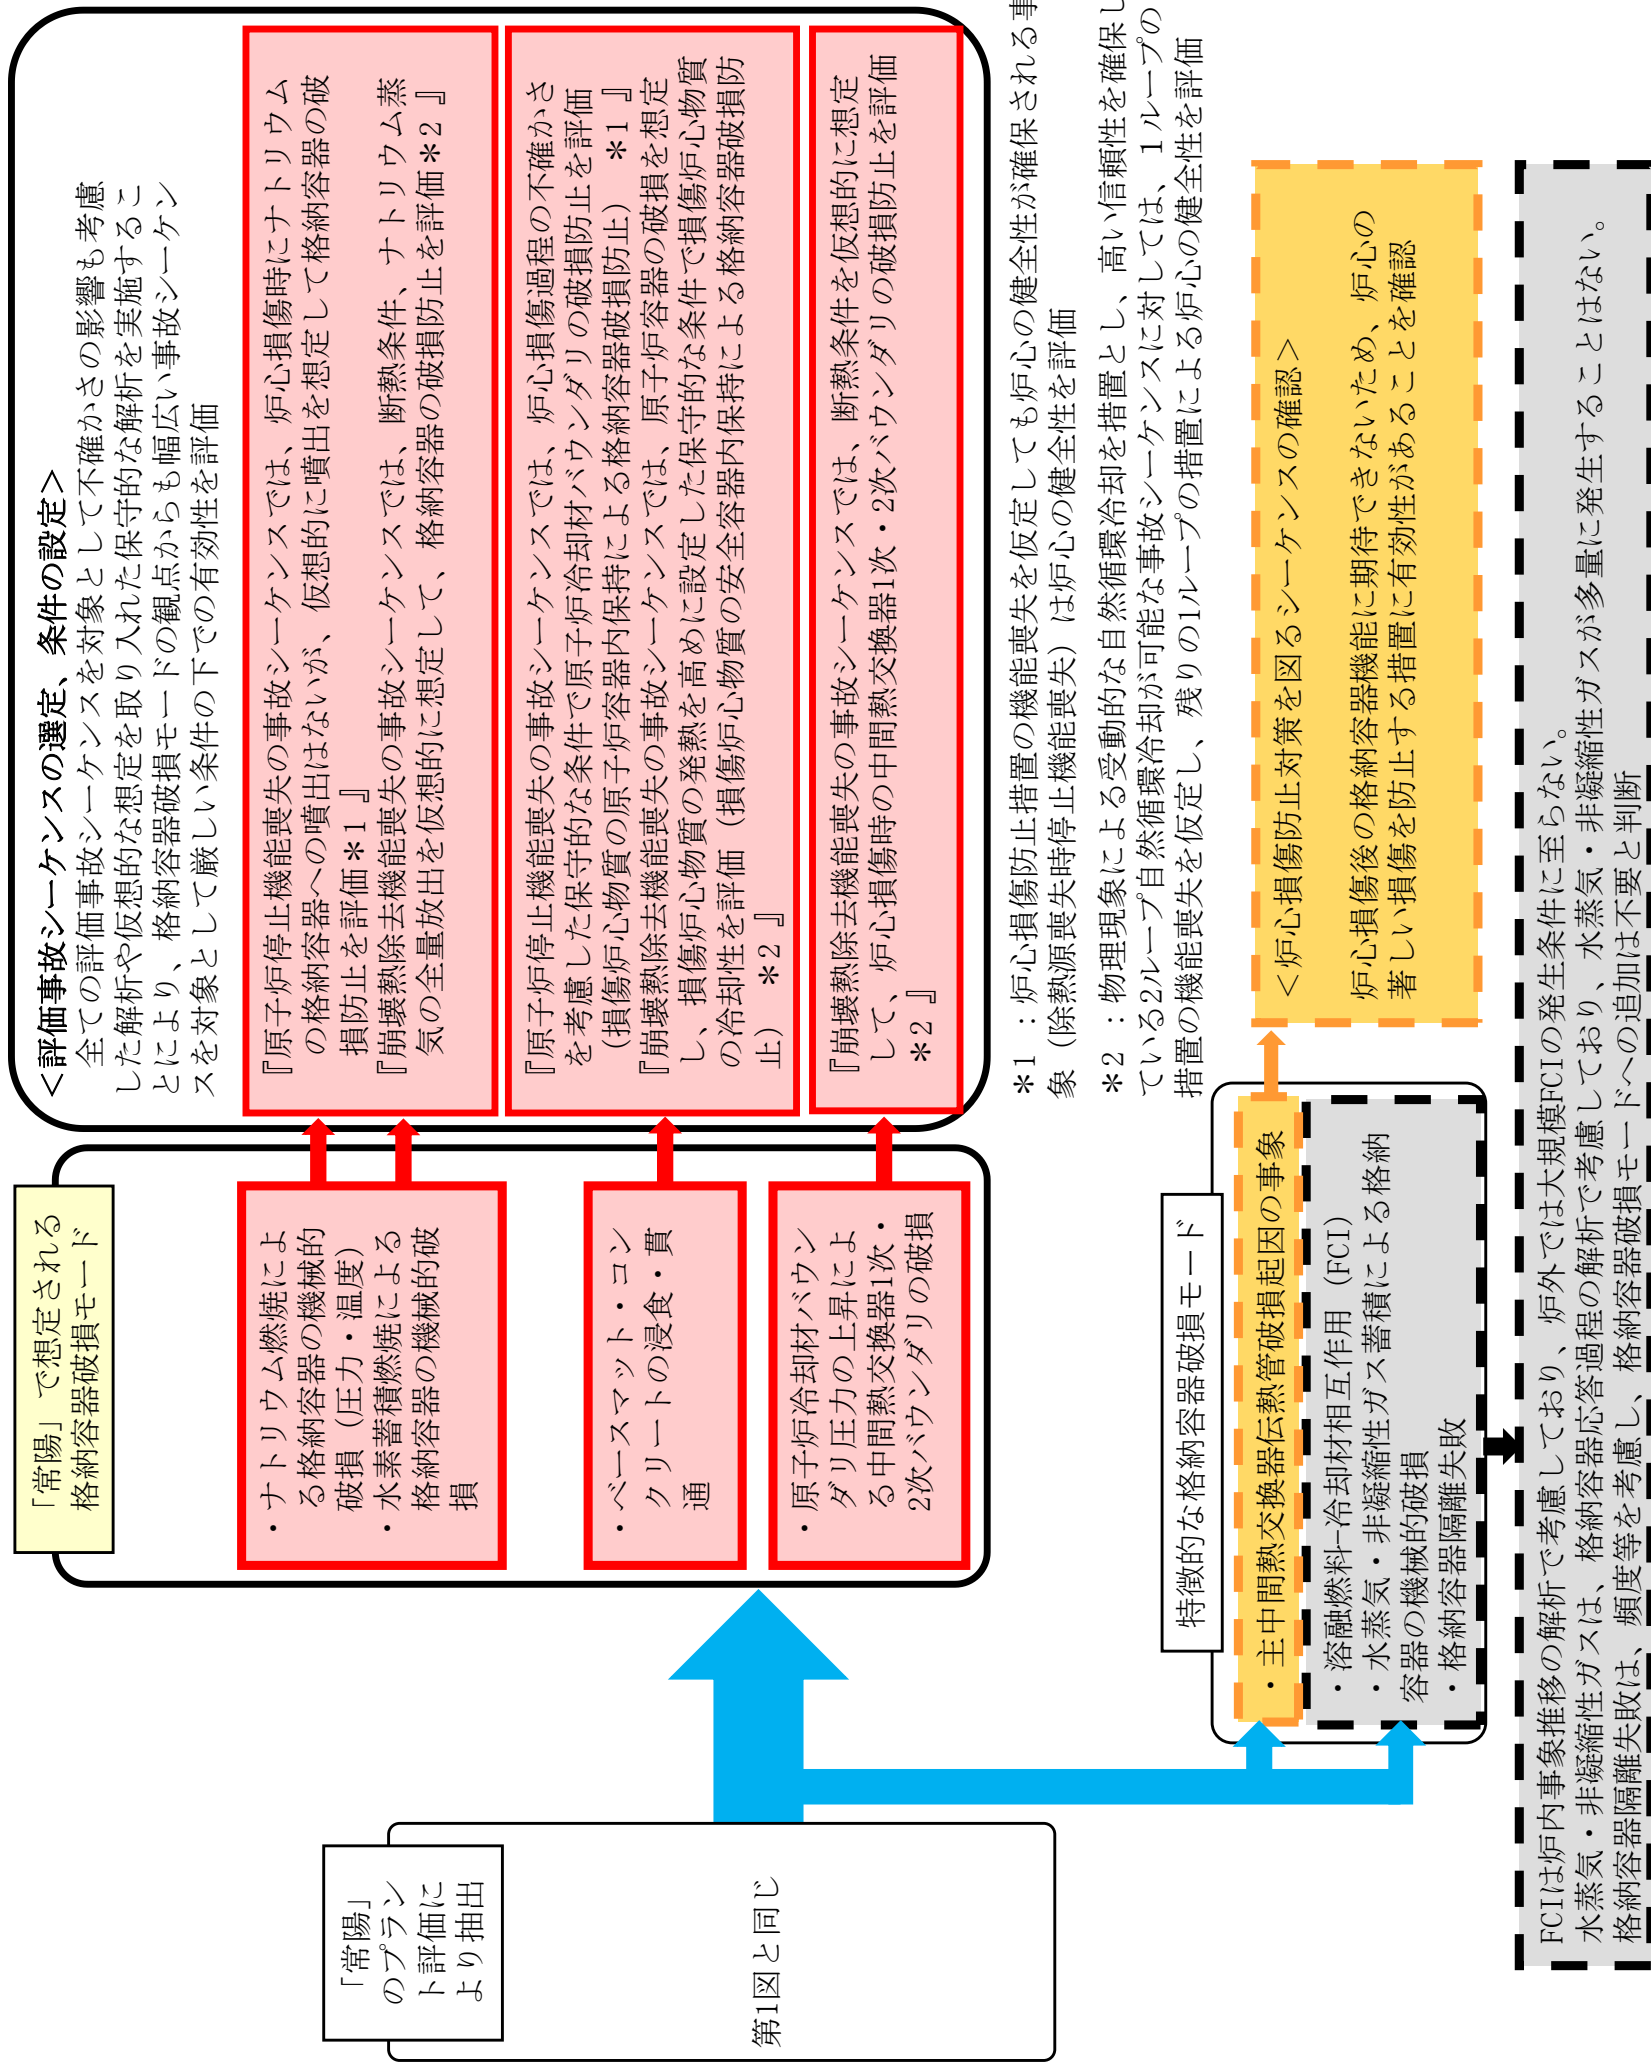 「常陽」
のプラン
ト評価に
より抽出
第1図と同じ
「常陽」で想定される
格納容器破損モード
・ナトリウム燃焼によ
る格納容器の機械的
破損（圧力・温度）
・水素蓄積燃焼による
格納容器の機械的破
損
・ベースマット・コン
クリートの浸食・貫
通
・原子炉冷却材バウン
ダリ圧力の上昇によ
る中間熱交換器1次・
2次バウンダリの破損
＜評価事故シーケンスの選定、条件の設定＞
全ての評価事故シーケンスを対象として不確かさの影響も考慮
した解析や仮想的な想定を取り入れた保守的な解析を実施するこ
とにより、格納容器破損モードの観点からも幅広い事故シーケン
スを対象として厳しい条件の下での有効性を評価
『原子炉停止機能喪失の事故シーケンスでは、炉心損傷時にナトリウム
の格納容器への噴出はないが、仮想的に噴出を想定して格納容器の破
損防止を評価＊1』
『崩壊熱除去機能喪失の事故シーケンスでは、断熱条件、ナトリウム蒸
気の全量放出を仮想的に想定して、格納容器の破損防止を評価＊2』
『原子炉停止機能喪失の事故シーケンスでは、炉心損傷過程の不確かさ
を考慮した保守的な条件で原子炉冷却材バウンダリの破損防止を評価
（損傷炉心物質の原子炉容器内保持による格納容器破損防止）＊1』
『崩壊熱除去機能喪失の事故シーケンスでは、原子炉容器の破損を想定
し、損傷炉心物質の発熱を高めに設定した保守的な条件で損傷炉心物質
の冷却性を評価（損傷炉心物質の安全容器内保持による格納容器破損防
止）＊2』
『崩壊熱除去機能喪失の事故シーケンスでは、断熱条件を仮想的に想定
して、炉心損傷時の中間熱交換器1次・2次バウンダリの破損防止を評価
＊2』
＊1：炉心損傷防止措置の機能喪失を仮定しても炉心の健全性が確保される事
象（除熱源喪失時停止機能喪失）は炉心の健全性を評価
＊2：物理現象による受動的な自然循環冷却を措置とし、高い信頼性を確保し
ている2ループ自然循環冷却が可能な事故シーケンスに対しては、1ループの
措置の機能喪失を仮定し、残りの1ループの措置による炉心の健全性を評価
特徴的な格納容器破損モード
・主中間熱交換器伝熱管破損起因の事象
・溶融燃料-冷却材相互作用（FCI）
・水蒸気・非凝縮性ガス蓄積による格納
容器の機械的破損
・格納容器隔離失敗
＜炉心損傷防止対策を図るシーケンスの確認＞
炉心損傷後の格納容器機能に期待できないため、炉心の
著しい損傷を防止する措置に有効性があることを確認
FCIは炉内事象推移の解析で考慮しており、炉外では大規模FCIの発生条件に至らない。
水蒸気・非凝縮性ガスは、格納容器応答過程の解析で考慮しており、水蒸気・非凝縮性ガスが多量に発生することはない。
格納容器隔離失敗は、頻度等を考慮し、格納容器破損モードへの追加は不要と判断